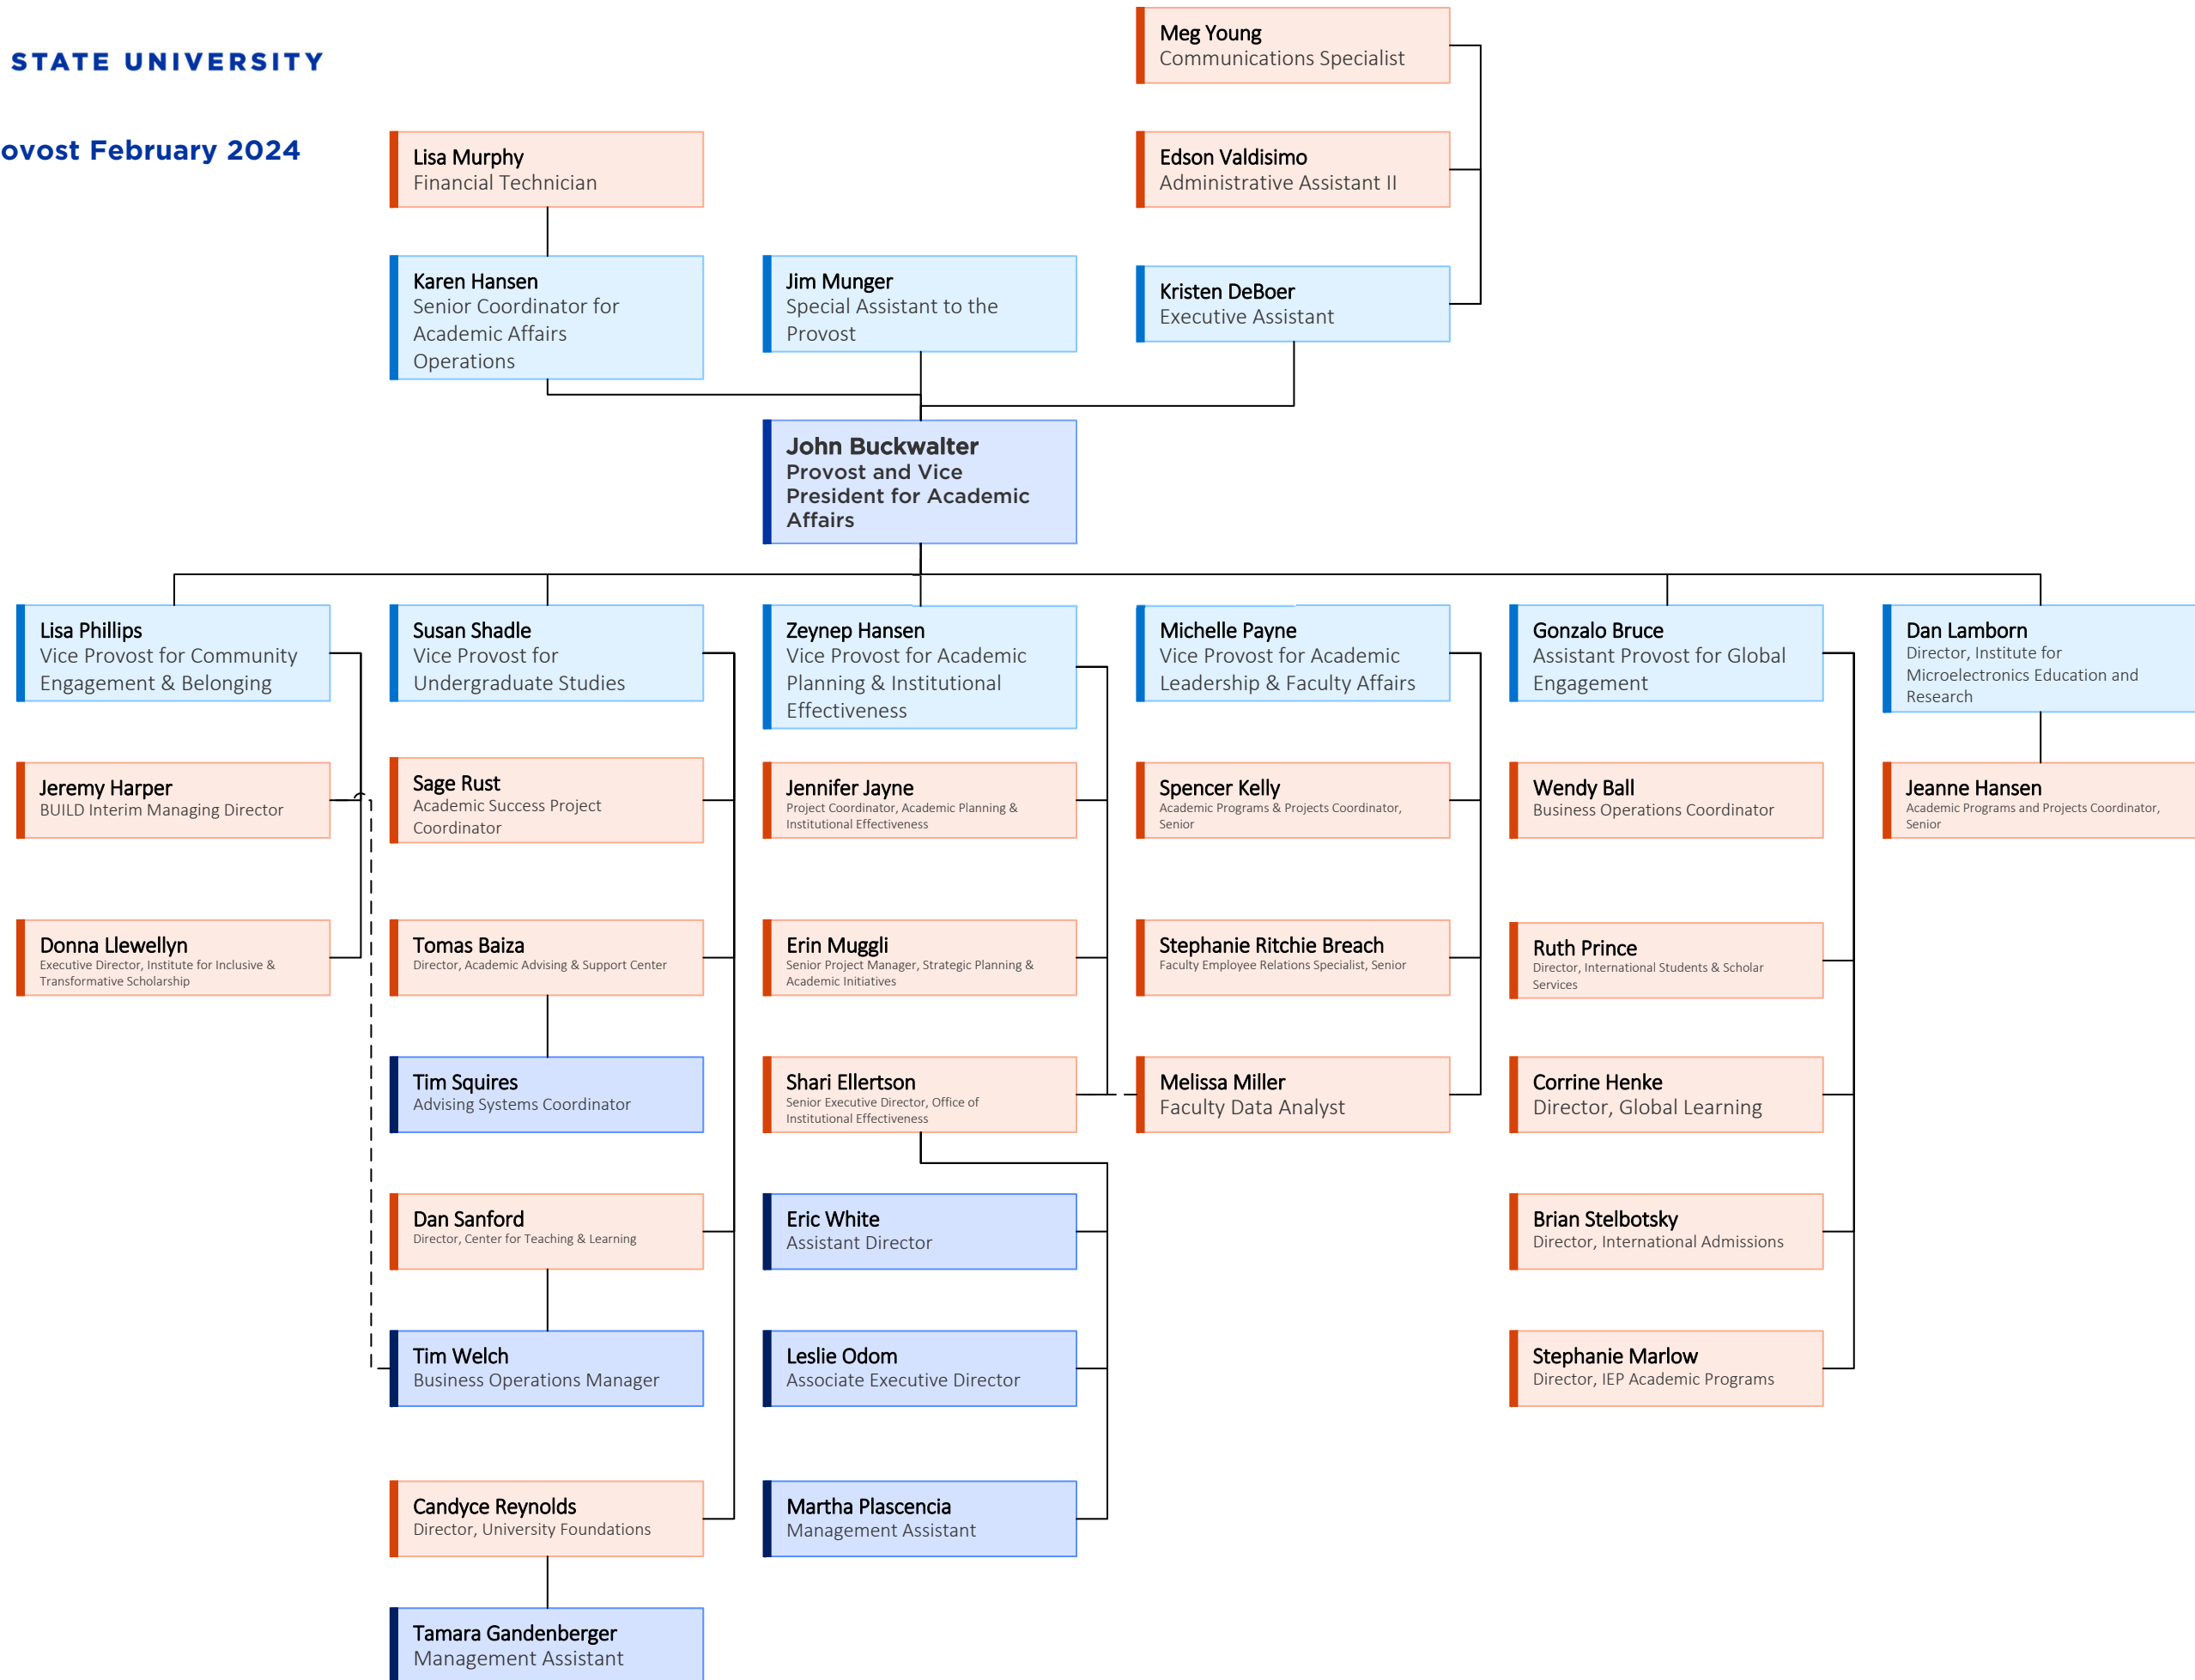 STATE UNIVERSITY
ovost February 2024
Meg Young
Communications Specialist
Lisa Murphy
Financial Technician
Edson Valdisimo
Administrative Assistant II
Karen Hansen
Senior Coordinator for
Academic Affairs
Operations
Jim Munger
Special Assistant to the
Provost
Kristen DeBoer
Executive Assistant
John Buckwalter
Provost and Vice
President for Academic
Affairs
Lisa Phillips
Vice Provost for Community
Engagement & Belonging
Susan Shadle
Vice Provost for
Undergraduate Studies
Zeynep Hansen
Vice Provost for Academic
Planning & Institutional
Effectiveness
Michelle Payne
Vice Provost for Academic
Leadership & Faculty Affairs
Gonzalo Bruce
Assistant Provost for Global
Engagement
Dan Lamborn
Director, Institute for
Microelectronics Education and
Research
Jeremy Harper
BUILD Interim Managing Director
Sage Rust
Academic Success Project
Coordinator
Jennifer Jayne
Project Coordinator, Academic Planning &
Institutional Effectiveness
Spencer Kelly
Academic Programs & Projects Coordinator,
Senior
Wendy Ball
Business Operations Coordinator
Jeanne Hansen
Academic Programs and Projects Coordinator,
Senior
Donna Llewellyn
Executive Director, Institute for Inclusive &
Transformative Scholarship
Tomas Baiza
Director, Academic Advising & Support Center
Erin Muggli
Senior Project Manager, Strategic Planning &
Academic Initiatives
Stephanie Ritchie Breach
Faculty Employee Relations Specialist, Senior
Ruth Prince
Director, International Students & Scholar
Services
Tim Squires
Advising Systems Coordinator
Shari Ellertson
Senior Executive Director, Office of
Institutional Effectiveness
Melissa Miller
Faculty Data Analyst
Corrine Henke
Director, Global Learning
Dan Sanford
Director, Center for Teaching & Learning
Eric White
Assistant Director
Brian Stelbotsky
Director, International Admissions
Tim Welch
Business Operations Manager
Leslie Odom
Associate Executive Director
Stephanie Marlow
Director, IEP Academic Programs
Candyce Reynolds
Director, University Foundations
Martha Plascencia
Management Assistant
Tamara Gandenberger
Management Assistant